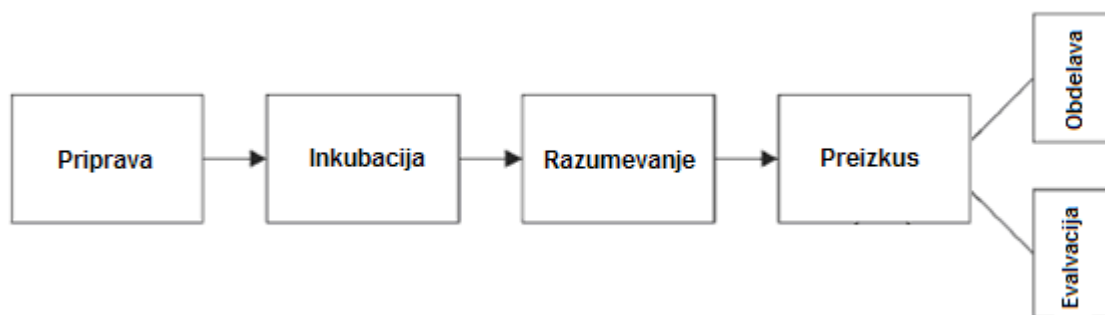 Priprava
Inkubacija
Razumevanje
Preizkus
Obdelava
Evalvacija